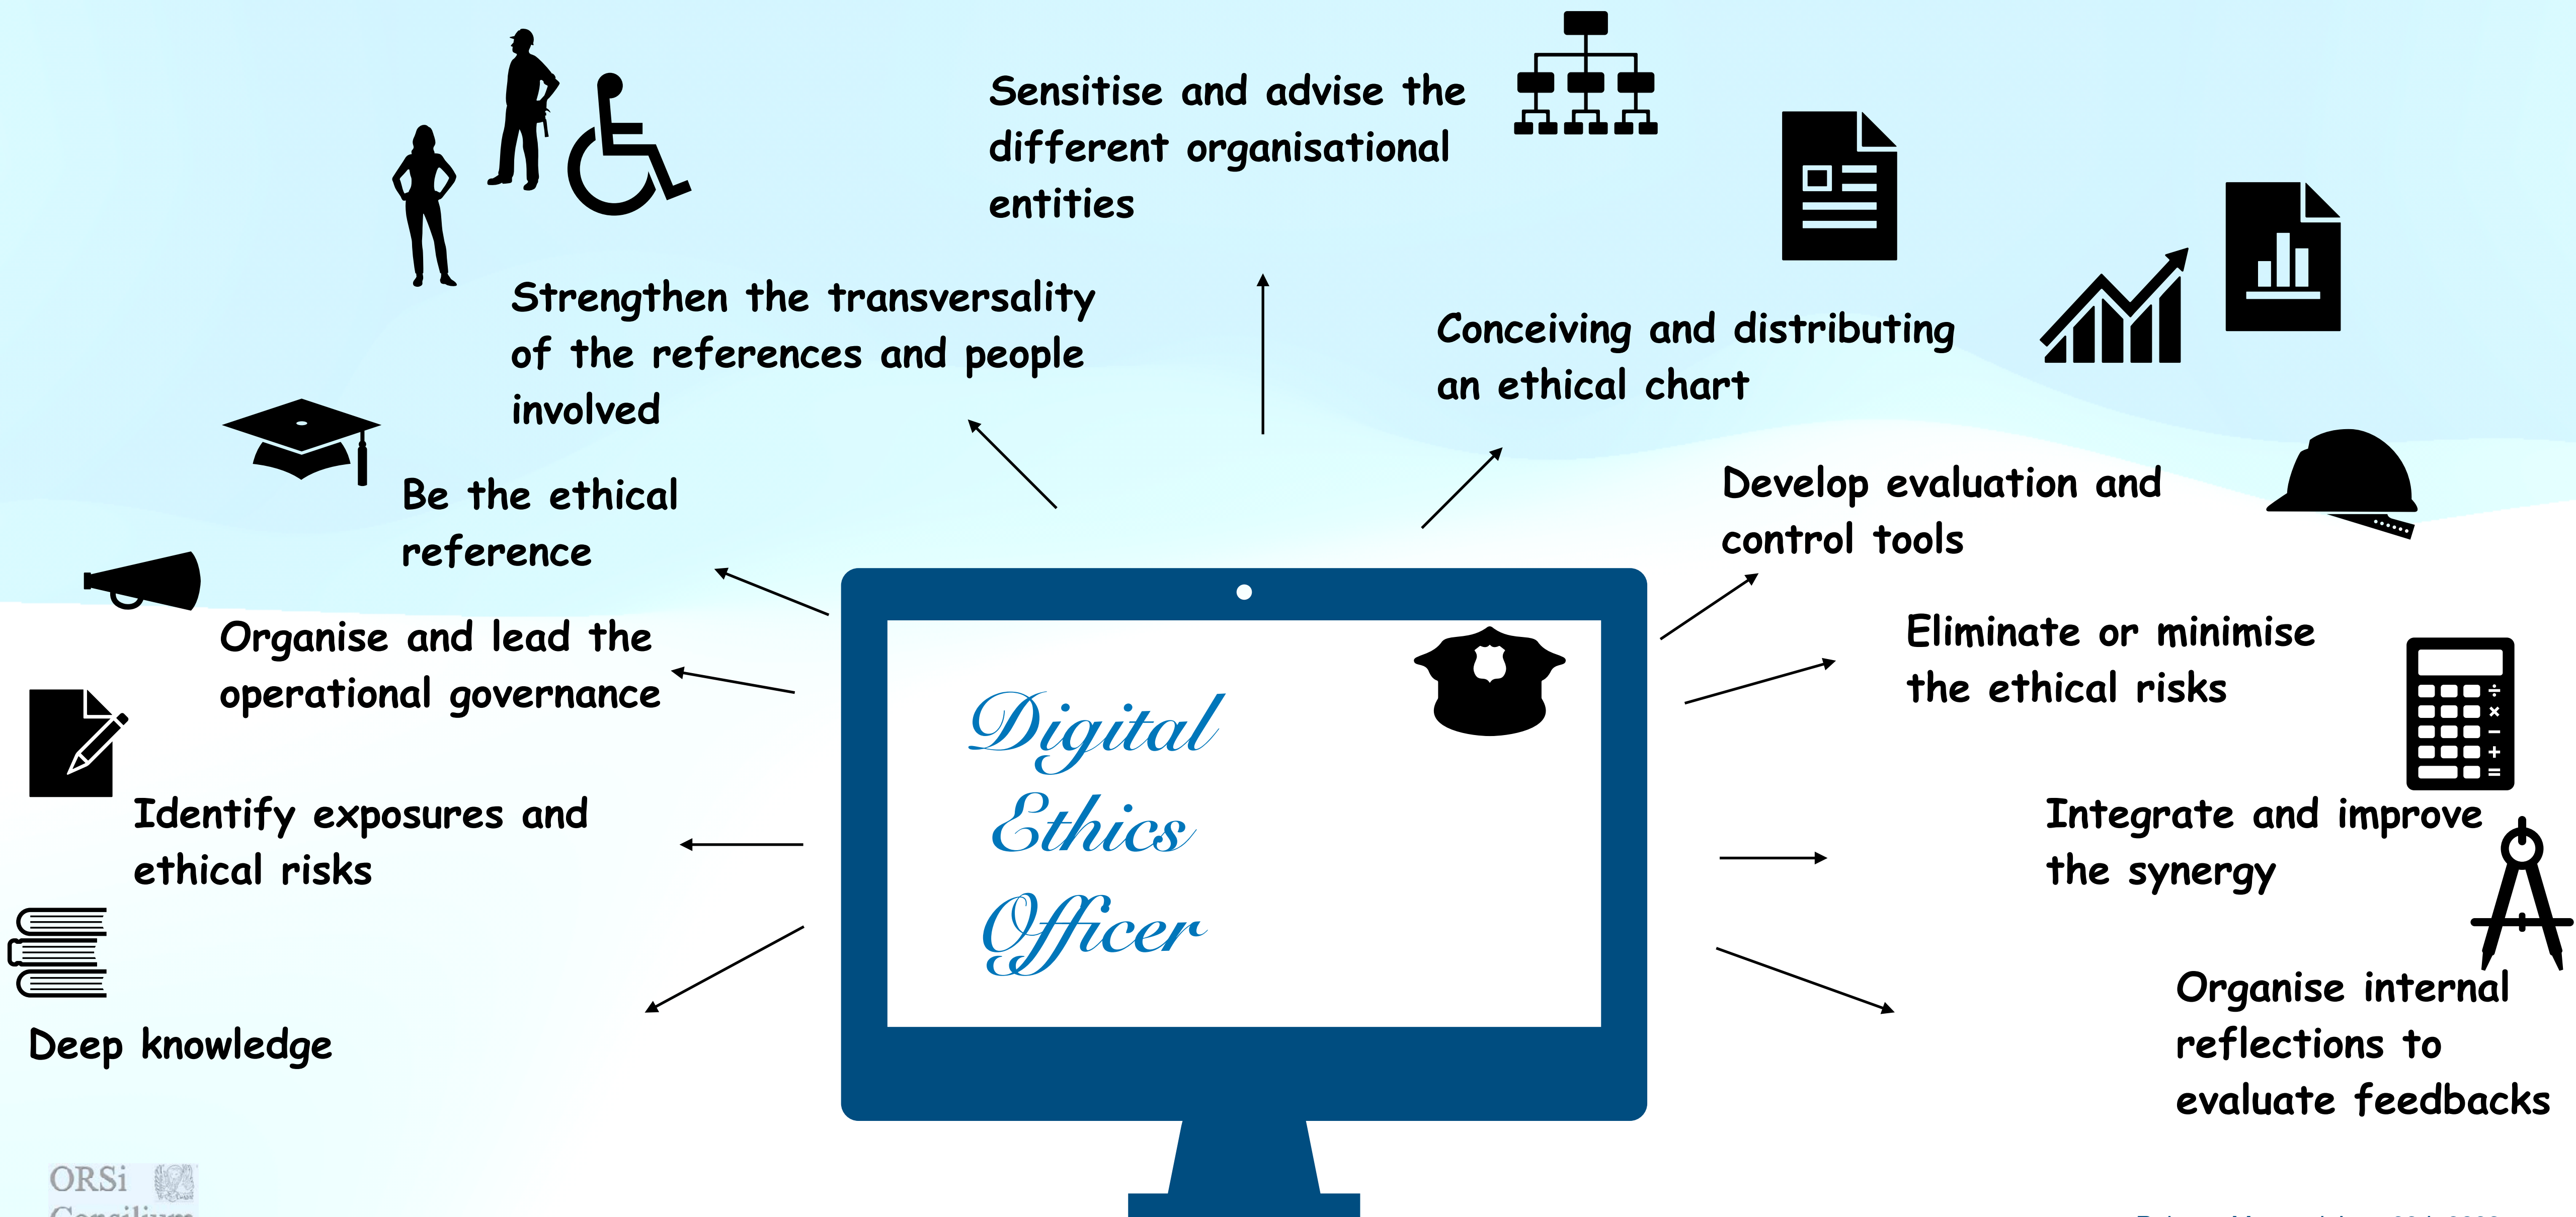 Sensitise and advise the
different organisational
entities
Strengthen the transversality
of the references and people
involved
Conceiving and distributing
an ethical chart
Be the ethical
reference
Develop evaluation and
control tools
Organise and lead the
operational governance
Eliminate or minimise
the ethical risks
Digital
Ethics
Officer
Identify exposures and
ethical risks
Integrate and improve
the synergy
Deep knowledge
Organise internal
reflections to
evaluate feedbacks
ORSi
Consilium